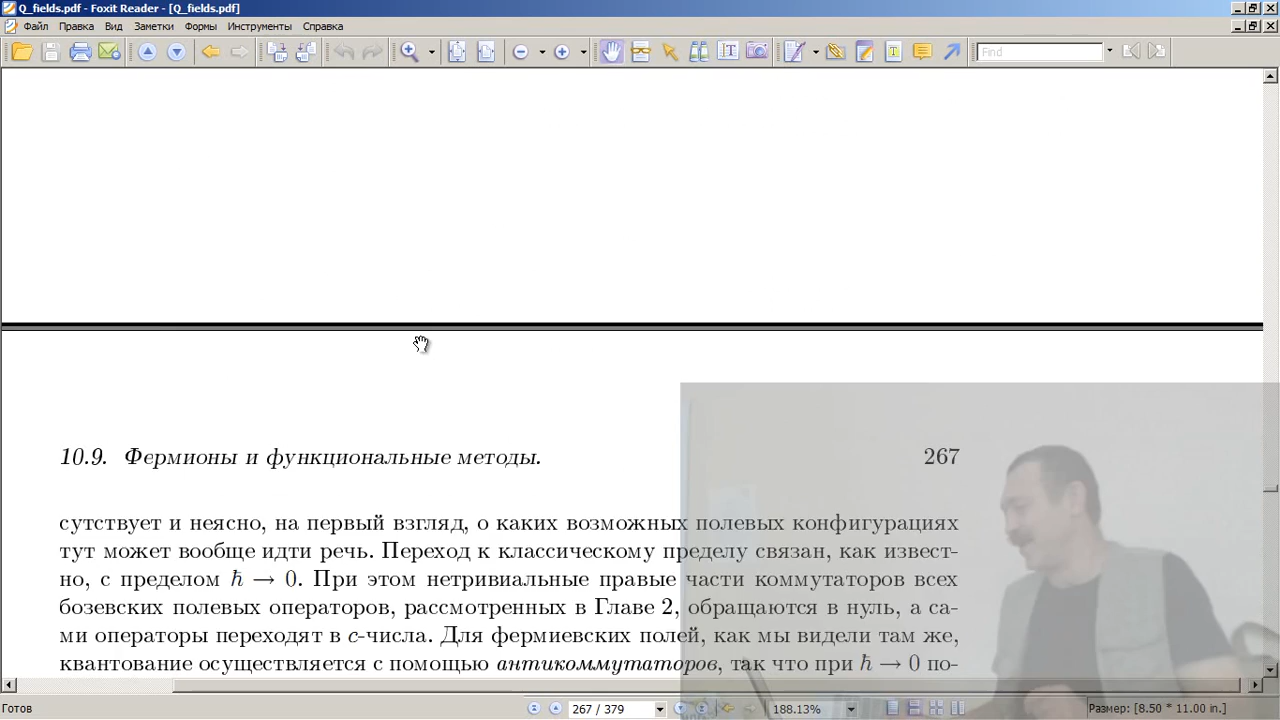 Q_fields.pdf - Foxit Reader - [Q_fields.pdf]
Файл Правка Вид Заметки Формы Инструменты Справка
Find
10.9. Фермионы и функциональные методы. 267
сутствует и неясно, на первый взгляд, о каких возможных полевых конфигурациях
тут может вообще идти речь. Переход к классическому пределу связан, как извест-
но, с пределом ℏ → 0. При этом нетривиальные правые части коммутаторов всех
бозевских полевых операторов, рассмотренных в Главе 2, обращаются в нуль, а са-
ми операторы переходят в c-числа. Для фермиевских полей, как мы видели там же,
квантование осуществляется с помощью антикоммутаторов, так что при ℏ → 0 по-
Готов 267 / 379 188.13% Размер: [8.50 * 11.00 in.]